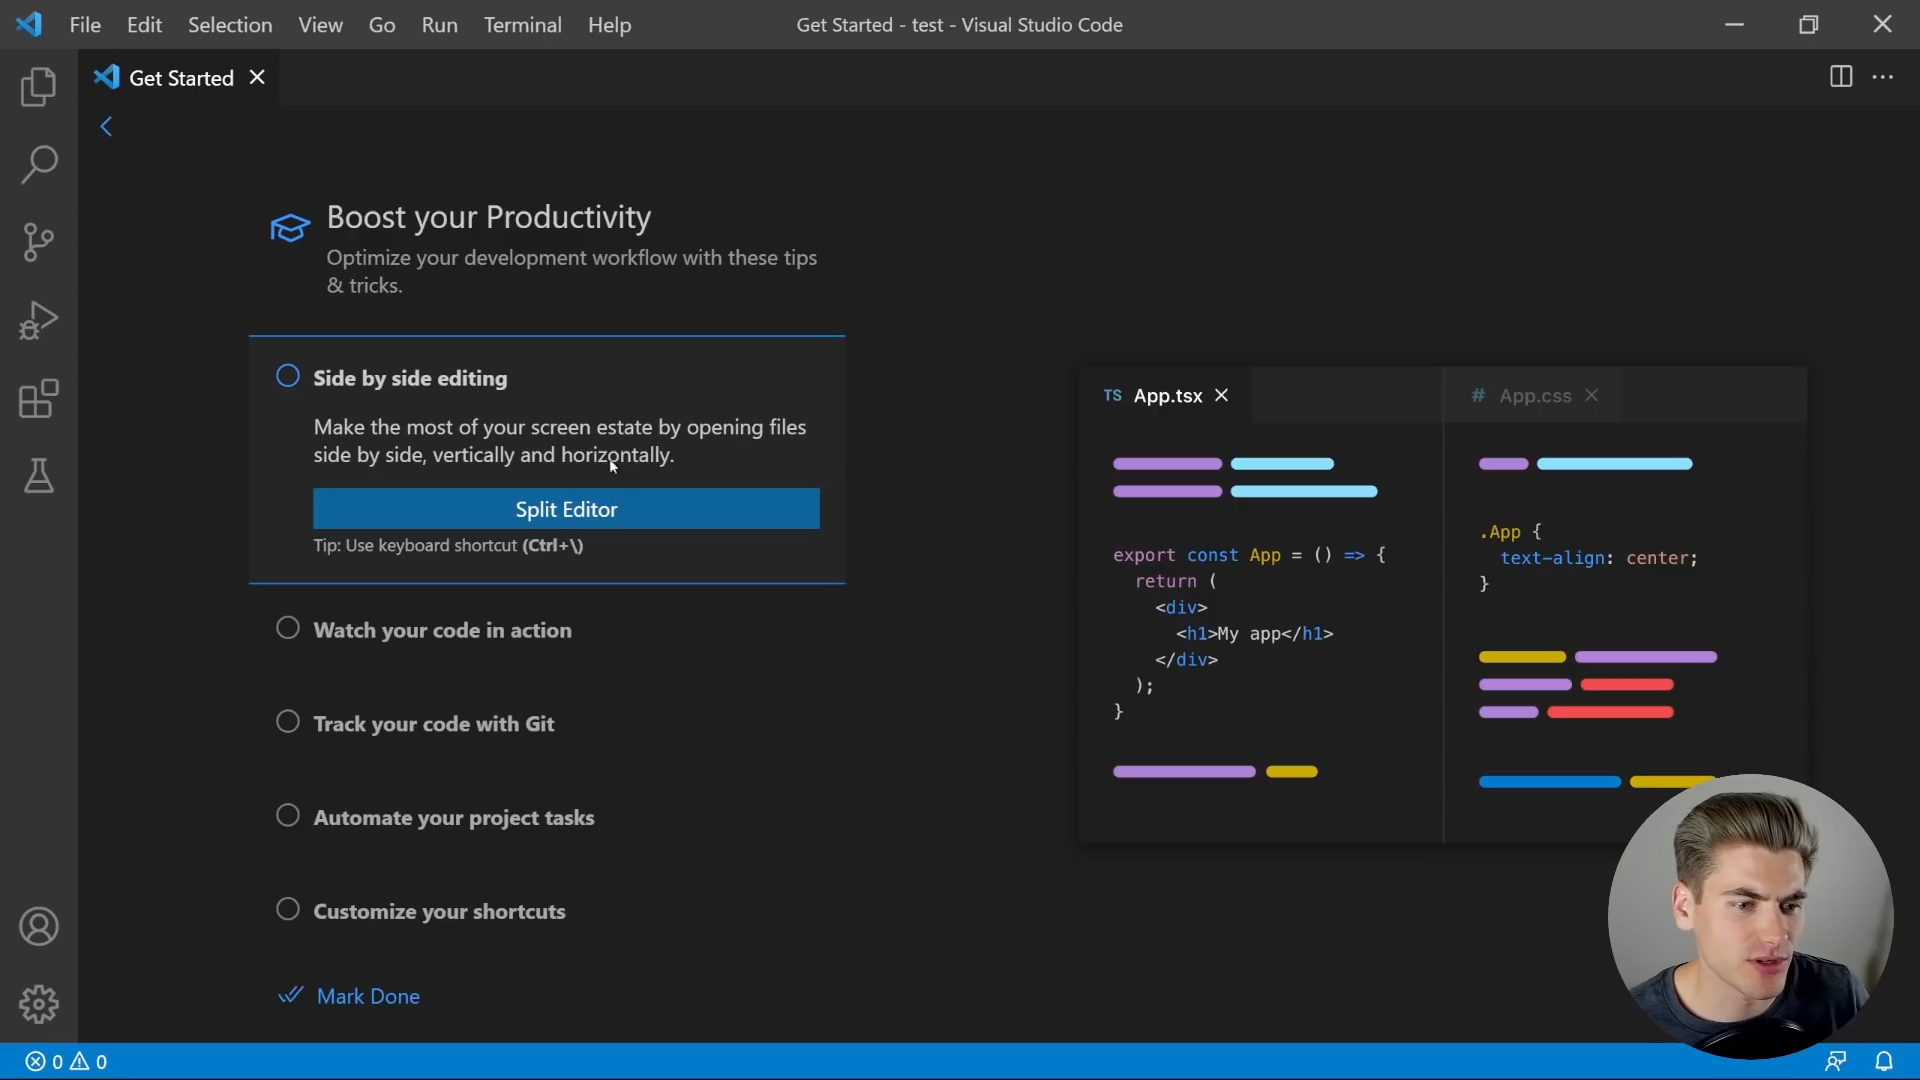 File Edit Selection View Go Run Terminal Help Get Started - test - Visual Studio Code
Get Started
Boost your Productivity
Optimize your development workflow with these tips
& tricks.
Side by side editing
Make the most of your screen estate by opening files
side by side, vertically and horizontally.
Split Editor
Tip: Use keyboard shortcut (Ctrl+\)
Watch your code in action
Track your code with Git
Automate your project tasks
Customize your shortcuts
Mark Done
TS App.tsx
export const App = () => {
return (
<div>
<h1>My app</h1>
</div>
);
}
# App.css
.App {
text-align: center;
}
0 0